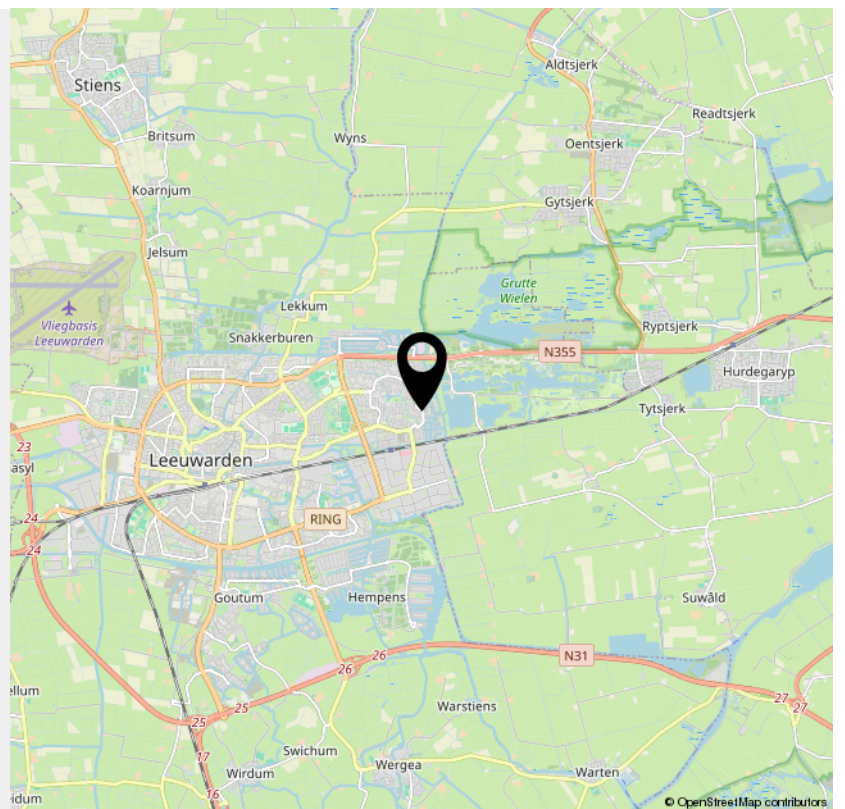 Aldtsjerk
Stiens
Readtsjerk
Britsum
Wyns
Oentsjerk
Koarnjum
Gytsjerk
Jelsum
Grutte
Wielen
Lekkum
Vliegbasis
Leeuwarden
Snakkerburen
Ryptsjerk
N355
Hurdegaryp
Tytsjerk
23
Leeuwarden
asyl
24
RING
24
Goutum
Hempens
Suwâld
26
N31
26
ellum
27
25
Warstiens
27
25
17
Swichum
Wergea
Wirdum
Warten
16
idum
© OpenStreetMap contributors